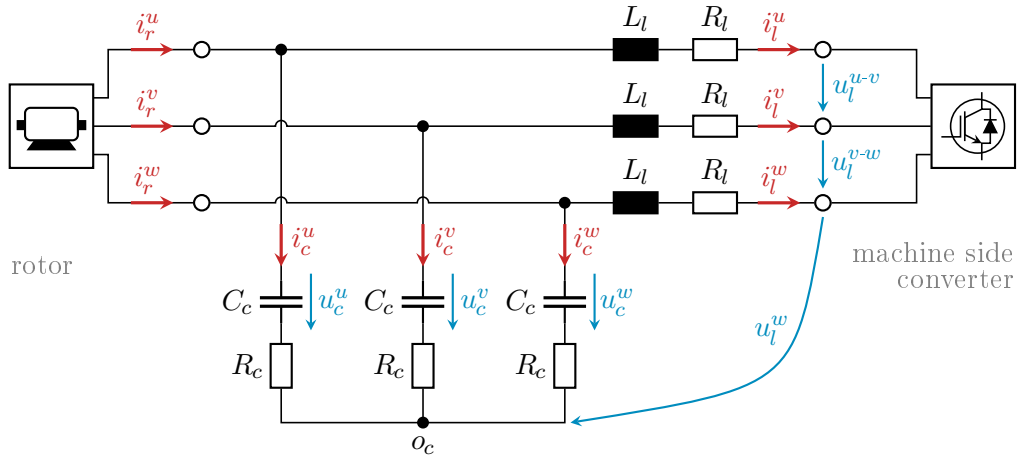 i_r^u
L_l
R_l
i_l^u
u_l^{u-v}
i_r^v
L_l
R_l
i_l^v
u_l^{v-w}
i_r^w
L_l
R_l
i_l^w
rotor
i_c^u
i_c^v
i_c^w
machine side
converter
C_c
u_c^u
C_c
u_c^v
C_c
u_c^w
u_l^w
R_c
R_c
R_c
o_c